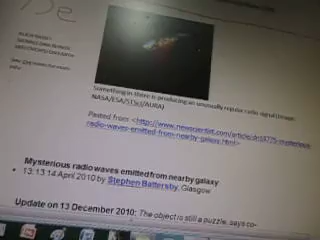 De
Something in there is producing an unusually regular radio signal (Image:
NASA/ESA/STScI/AURA)
Pasted from <http://www.newscientist.com/article/dn18775-mysterious-
radio-waves-emitted-from-nearby-galaxy.html>
Mysterious radio waves emitted from nearby galaxy
• 13:13 14 April 2010 by Stephen Battersby, Glasgow
Update on 13 December 2010: The object is still a puzzle, says co-